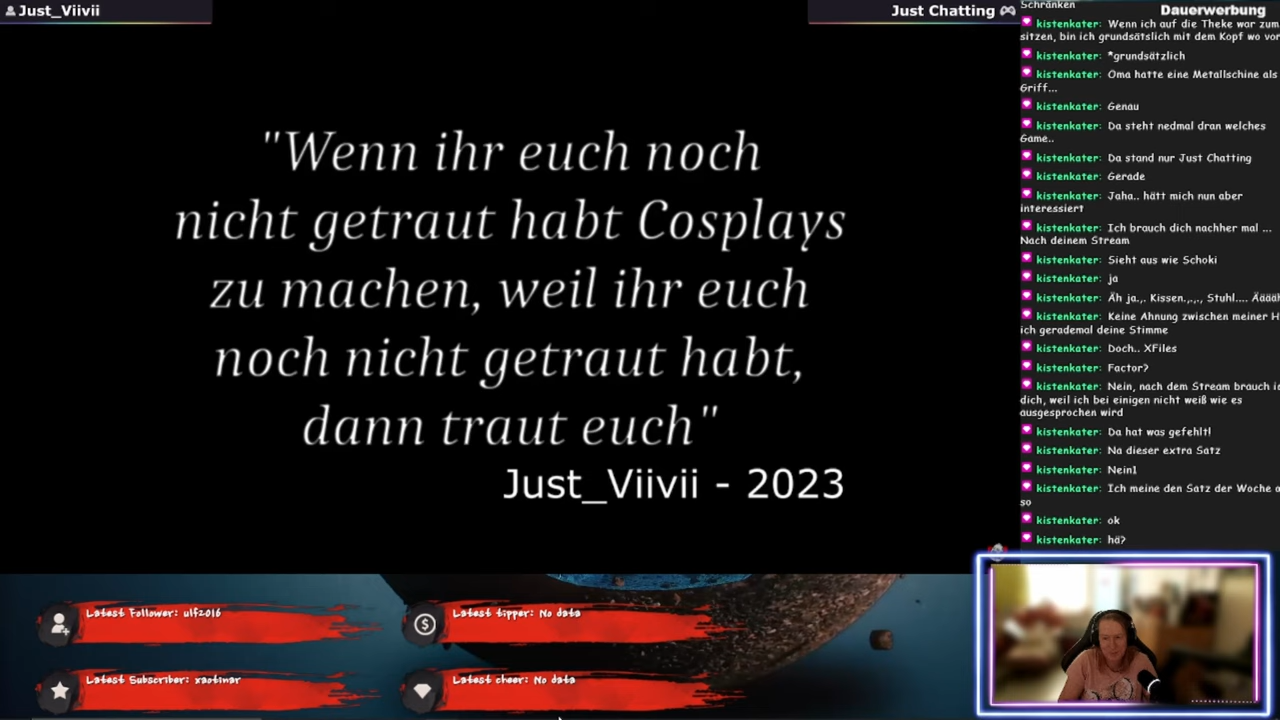 Just_Viivii
Just Chatting
Dauerwerbung
"Wenn ihr euch noch
nicht getraut habt Cosplays
zu machen, weil ihr euch
noch nicht getraut habt,
dann traut euch"
Just_Viivii - 2023
Schränken
kistenkater: Wenn ich auf die Theke war zum
sitzen, bin ich grundsätslich mit dem Kopf wo vor
kistenkater: *grundsätzlich
kistenkater: Oma hatte eine Metallschine als
Griff...
kistenkater: Genau
kistenkater: Da steht nedmal dran welches
Game..
kistenkater: Da stand nur Just Chatting
kistenkater: Gerade
kistenkater: Jaha.. hätt mich nun aber
interessiert
kistenkater: Ich brauch dich nachher mal ...
Nach deinem Stream
kistenkater: Sieht aus wie Schoki
kistenkater: ja
kistenkater: Äh ja.,. Kissen.,.,., Stuhl....
kistenkater: Keine Ahnung zwischen meiner
ich gerademal deine Stimme
kistenkater: Doch.. XFiles
kistenkater: Factor?
kistenkater: Nein, nach dem Stream brauch
dich, weil ich bei einigen nicht weiß wie es
ausgesprochen wird
kistenkater: Da hat was gefehlt!
kistenkater: Na dieser extra Satz
kistenkater: Nein1
kistenkater: Ich meine den Satz der Woche
so
kistenkater: ok
kistenkater: hä?
Latest Follower: ulf2016
Latest tipper: No data
Latest Subscriber: xaotinar
Latest cheer: No data